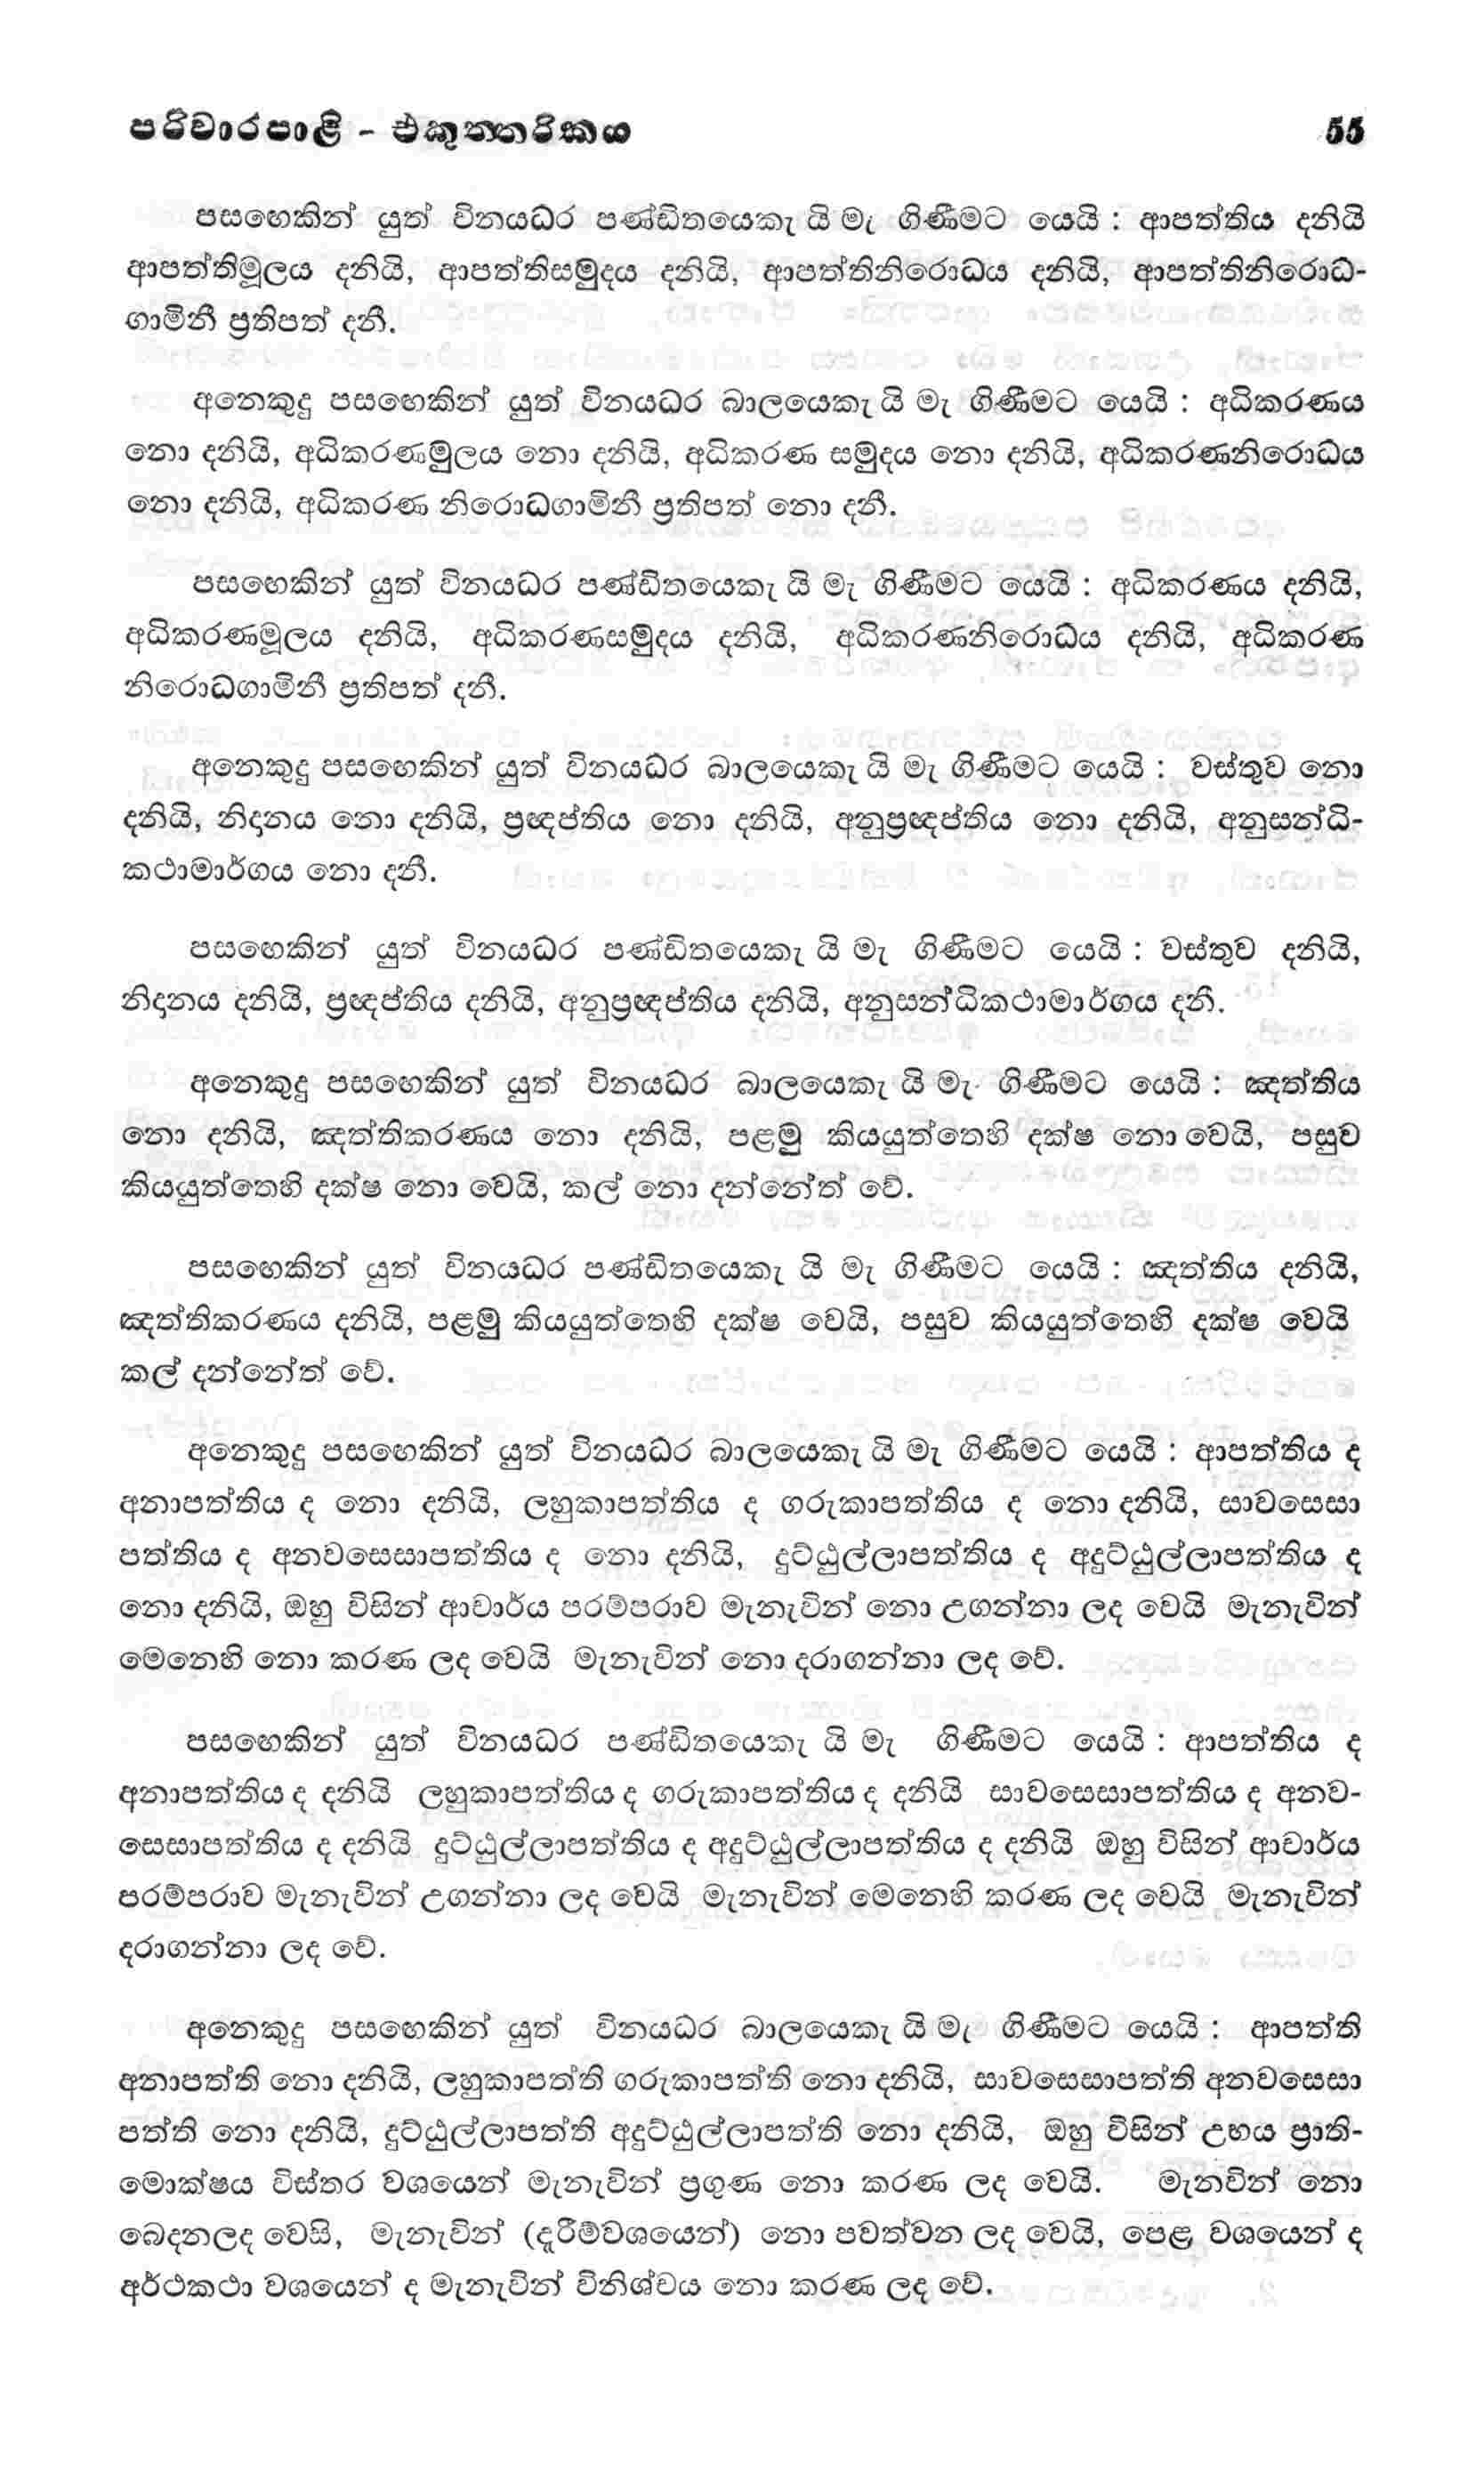 පරිවාරපාළි - එකුත්තරිකය 55
පසඟෙකින් යුත් විනයධර පණ්ඩිතයෙකැ යි මැ ගිණීමට යෙයි : ආපත්තිය දනියි
ආපත්තිමූලය දනියි, ආපත්තිසමුදය දනියි, ආපත්තිනිරොධය දනියි, ආපත්තිනිරොධ-
ගාමිනී ප්‍රතිපත් දනී.
අනෙකුදු පසඟෙකින් යුත් විනයධර බාලයෙකැ යි මැ ගිණීමට යෙයි : අධිකරණය
නො දනියි, අධිකරණමූලය නො දනියි, අධිකරණ සමුදය නො දනියි, අධිකරණනිරොධය
නො දනියි, අධිකරණ නිරොධගාමිනී ප්‍රතිපත් නො දනී.
පසඟෙකින් යුත් විනයධර පණ්ඩිතයෙකැ යි මැ ගිණීමට යෙයි : අධිකරණය දනියි,
අධිකරණමූලය දනියි, අධිකරණසමුදය දනියි, අධිකරණනිරොධය දනියි, අධිකරණ
නිරොධගාමිනී ප්‍රතිපත් දනී.
අනෙකුදු පසඟෙකින් යුත් විනයධර බාලයෙකැ යි මැ ගිණීමට යෙයි : වස්තුව නො
දනියි, නිදානය නො දනියි, ප්‍රඥප්තිය නො දනියි, අනුප්‍රඥප්තිය නො දනියි, අනුසන්ධි-
කථාමාර්ගය නො දනී.
පසඟෙකින් යුත් විනයධර පණ්ඩිතයෙකැ යි මැ ගිණීමට යෙයි : වස්තුව දනියි,
නිදානය දනියි, ප්‍රඥප්තිය දනියි, අනුප්‍රඥප්තිය දනියි, අනුසන්ධිකථාමාර්ගය දනී.
අනෙකුදු පසඟෙකින් යුත් විනයධර බාලයෙකැ යි මැ ගිණීමට යෙයි : ඤත්තිය
නො දනියි, ඤත්තිකරණය නො දනියි, පළමු කියයුත්තෙහි දක්ෂ නො වෙයි, පසුව
කියයුත්තෙහි දක්ෂ නො වෙයි, කල් නො දන්නේත් වේ.
පසඟෙකින් යුත් විනයධර පණ්ඩිතයෙකැ යි මැ ගිණීමට යෙයි : ඤත්තිය දනියි,
ඤත්තිකරණය දනියි, පළමු කියයුත්තෙහි දක්ෂ වෙයි, පසුව කියයුත්තෙහි දක්ෂ වෙයි
කල් දන්නේත් වේ.
අනෙකුදු පසඟෙකින් යුත් විනයධර බාලයෙකැ යි මැ ගිණීමට යෙයි : ආපත්තිය ද
අනාපත්තිය ද නො දනියි, ලහුකාපත්තිය ද ගරුකාපත්තිය ද නො දනියි, සාවසෙසා
පත්තිය ද අනවසෙසාපත්තිය ද නො දනියි, දුට්ඨුල්ලාපත්තිය ද අදුට්ඨුල්ලාපත්තිය ද
නො දනියි, ඔහු විසින් ආචාර්ය පරම්පරාව මැනැවින් නො උගන්නා ලද වෙයි මැනැවින්
මෙනෙහි නො කරණ ලද වෙයි මැනැවින් නො දරාගන්නා ලද වේ.
පසඟෙකින් යුත් විනයධර පණ්ඩිතයෙකැ යි මැ ගිණීමට යෙයි : ආපත්තිය ද
අනාපත්තිය ද දනියි ලහුකාපත්තිය ද ගරුකාපත්තිය ද දනියි සාවසෙසාපත්තිය ද අනව-
සෙසාපත්තිය ද දනියි දුට්ඨුල්ලාපත්තිය ද අදුට්ඨුල්ලාපත්තිය ද දනියි ඔහු විසින් ආචාර්ය
පරම්පරාව මැනැවින් උගන්නා ලද වෙයි මැනැවින් මෙනෙහි කරණ ලද වෙයි මැනැවින්
දරාගන්නා ලද වේ.
අනෙකුදු පසඟෙකින් යුත් විනයධර බාලයෙකැ යි මැ ගිණීමට යෙයි : ආපත්ති
අනාපත්ති නො දනියි, ලහුකාපත්ති ගරුකාපත්ති නො දනියි, සාවසෙසාපත්ති අනවසෙසා
පත්ති නො දනියි, දුට්ඨුල්ලාපත්ති අදුට්ඨුල්ලාපත්ති නො දනියි, ඔහු විසින් උභය ප්‍රාති-
මොක්ෂය විස්තර වශයෙන් මැනැවින් ප්‍රගුණ නො කරණ ලද වෙයි. මැනවින් නො
බෙදනලද වෙසි, මැනැවින් (දැරීම්වශයෙන්) නො පවත්වන ලද වෙයි, පෙළ වශයෙන් ද
අර්ථකථා වශයෙන් ද මැනැවින් විනිශ්චය නො කරණ ලද වේ.